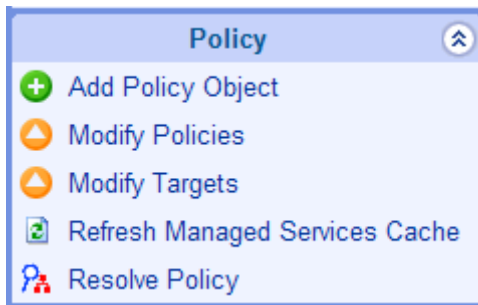 Policy
Add Policy Object
Modify Policies
Modify Targets
Refresh Managed Services Cache
Resolve Policy